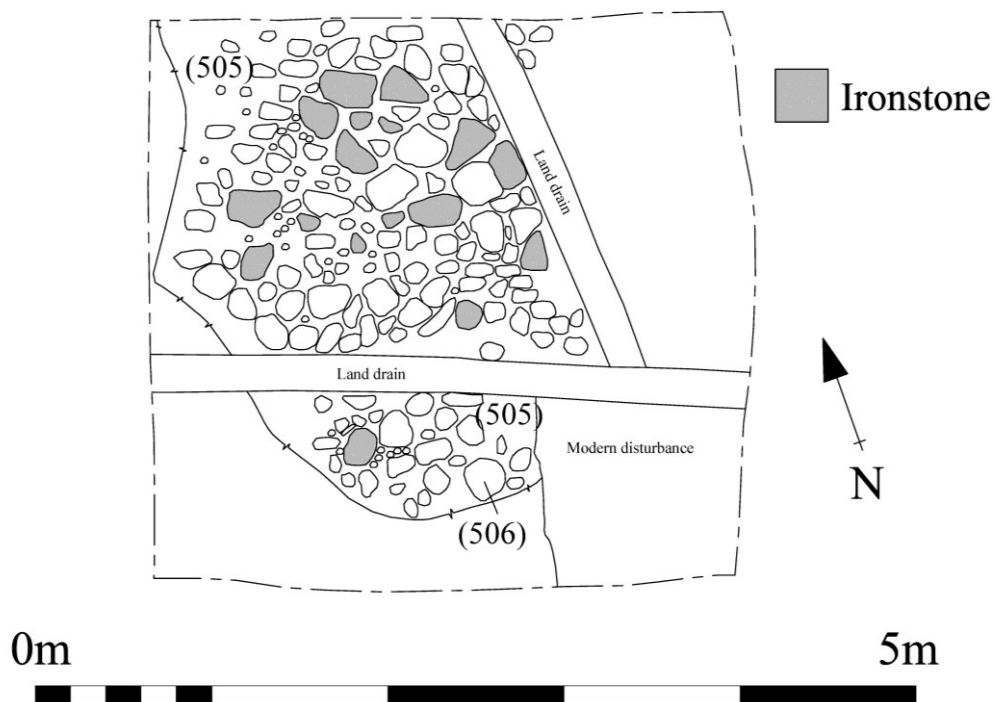 (505)
Ironstone
Land drain
Land drain
(505)
Modern disturbance
N
(506)
0m
5m